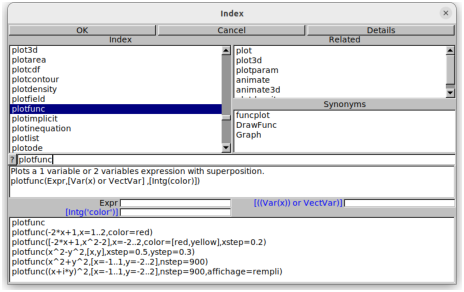 Index
OK Cancel Details
Index Related
plot3d
plotarea
plotcdf
plotcontour
plotdensity
plotfield
plotfunc
plotimplicit
plotinequation
plotlist
plotode
plot
plot3d
plotparam
animate
animate3d
Synonyms
funcplot
DrawFunc
Graph
? plotfunc
Plots a 1 variable or 2 variables expression with superposition.
plotfunc(Expr,[Var(x) or VectVar] ,[Intg(color)])
Expr [((Var(x)) or VectVar)]
[Intg('color')]
plotfunc
plotfunc(-2*x+1,x=1..2,color=red)
plotfunc([-2*x+1,x^2-2],x=-2..2,color=[red,yellow],xstep=0.2)
plotfunc(x^2-y^2,[x,y],xstep=0.5,ystep=0.3)
plotfunc(x^2+y^2,[x=-1..1,y=-2..2],nstep=900)
plotfunc((x+i*y)^2,[x=-1..1,y=-2..2],nstep=900,affichage=rempli)